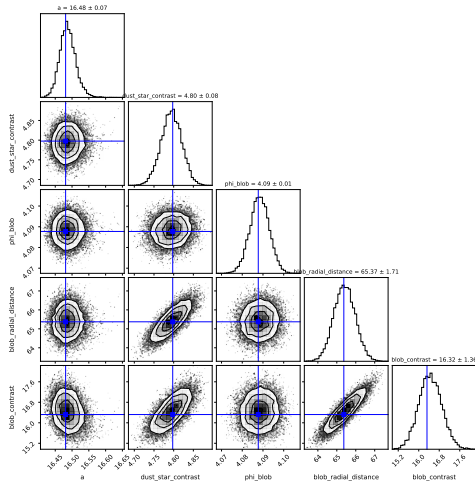 a = 16.48 ± 0.07
dust_star_contrast = 4.80 ± 0.08
4.85
4.80
4.75
4.70
dust_star_contrast
phi_blob = 4.09 ± 0.01
4.10
4.09
4.08
4.07
phi_blob
blob_radial_distance = 65.37 ± 1.71
67
66
65
64
blob_radial_distance
blob_contrast = 16.32 ± 1.36
17.6
16.8
16.0
15.2
blob_contrast
16.45 16.50 16.55 16.60 16.65
4.70 4.75 4.80 4.85
4.07 4.08 4.09 4.10
64 65 66 67
15.2 16.0 16.8 17.6
a dust_star_contrast phi_blob blob_radial_distance blob_contrast